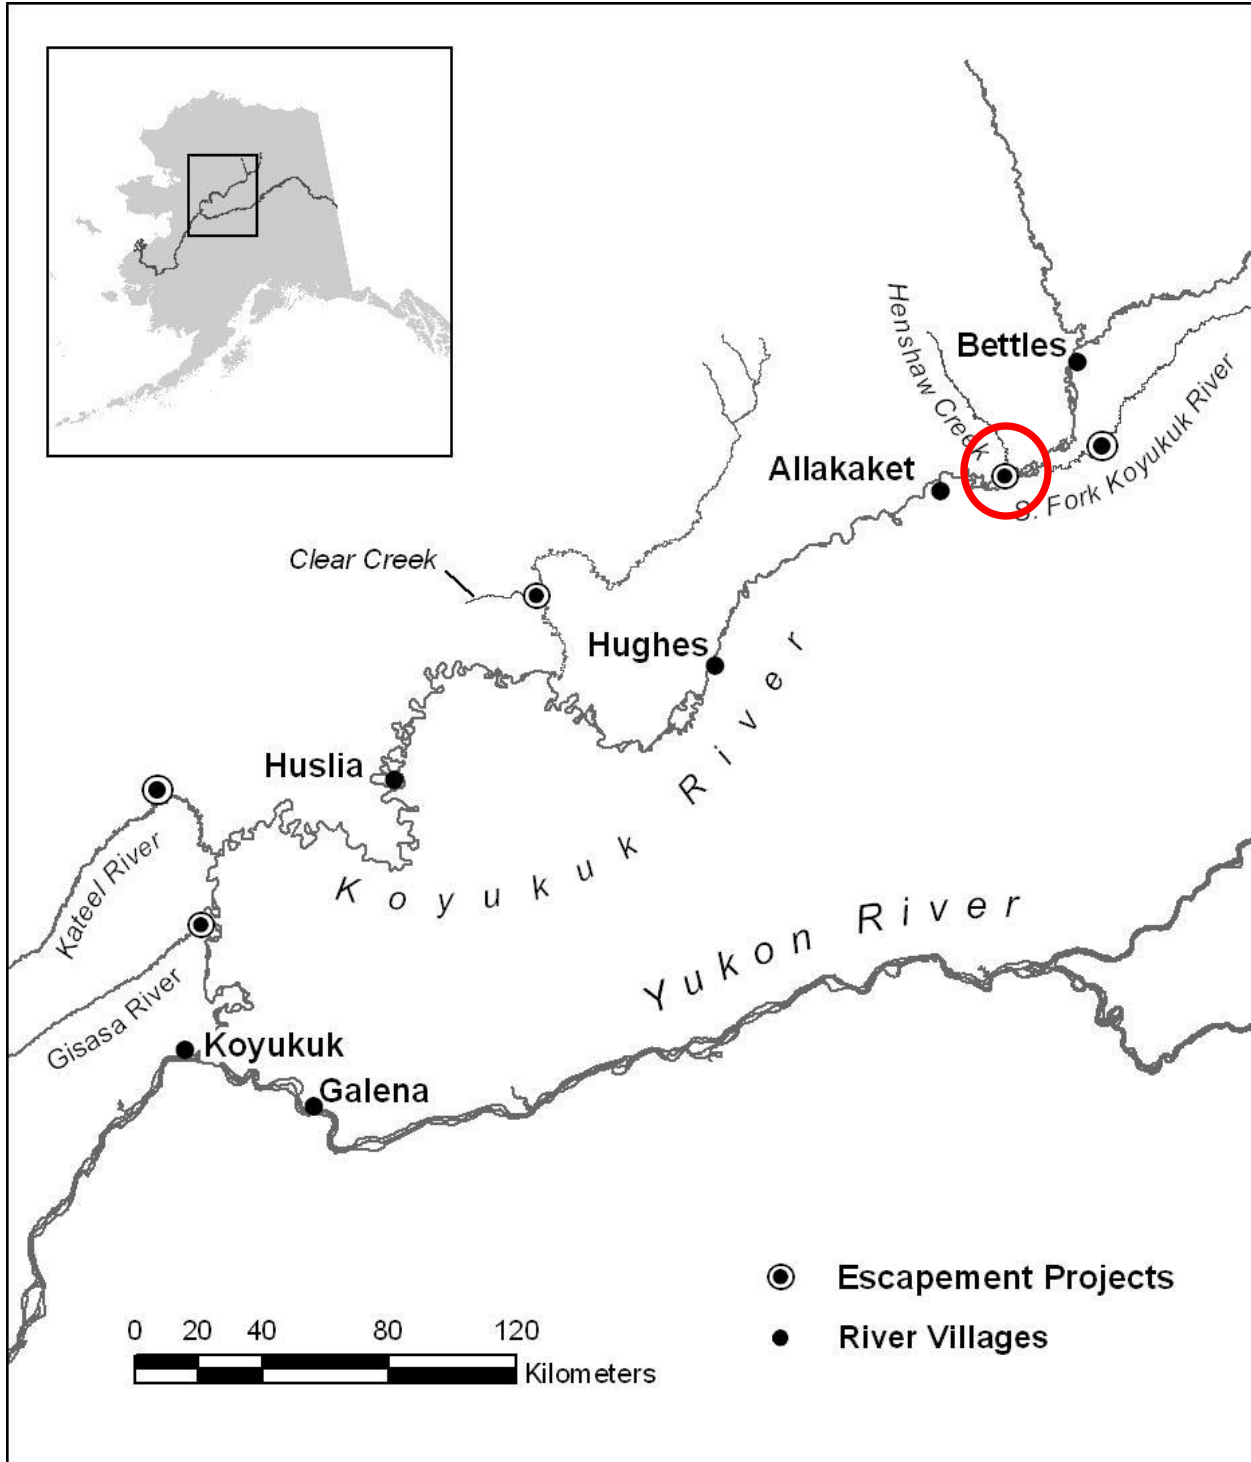 Henshaw Creek
Bettles
S. Fork Koyukuk River
Allakaket
Clear Creek
Hughes
Huslia
Koyukuk River
Kateel River
Yukon River
Gisasa River
Koyukuk
Galena
Escapement Projects
River Villages
0 20 40 80 120
Kilometers